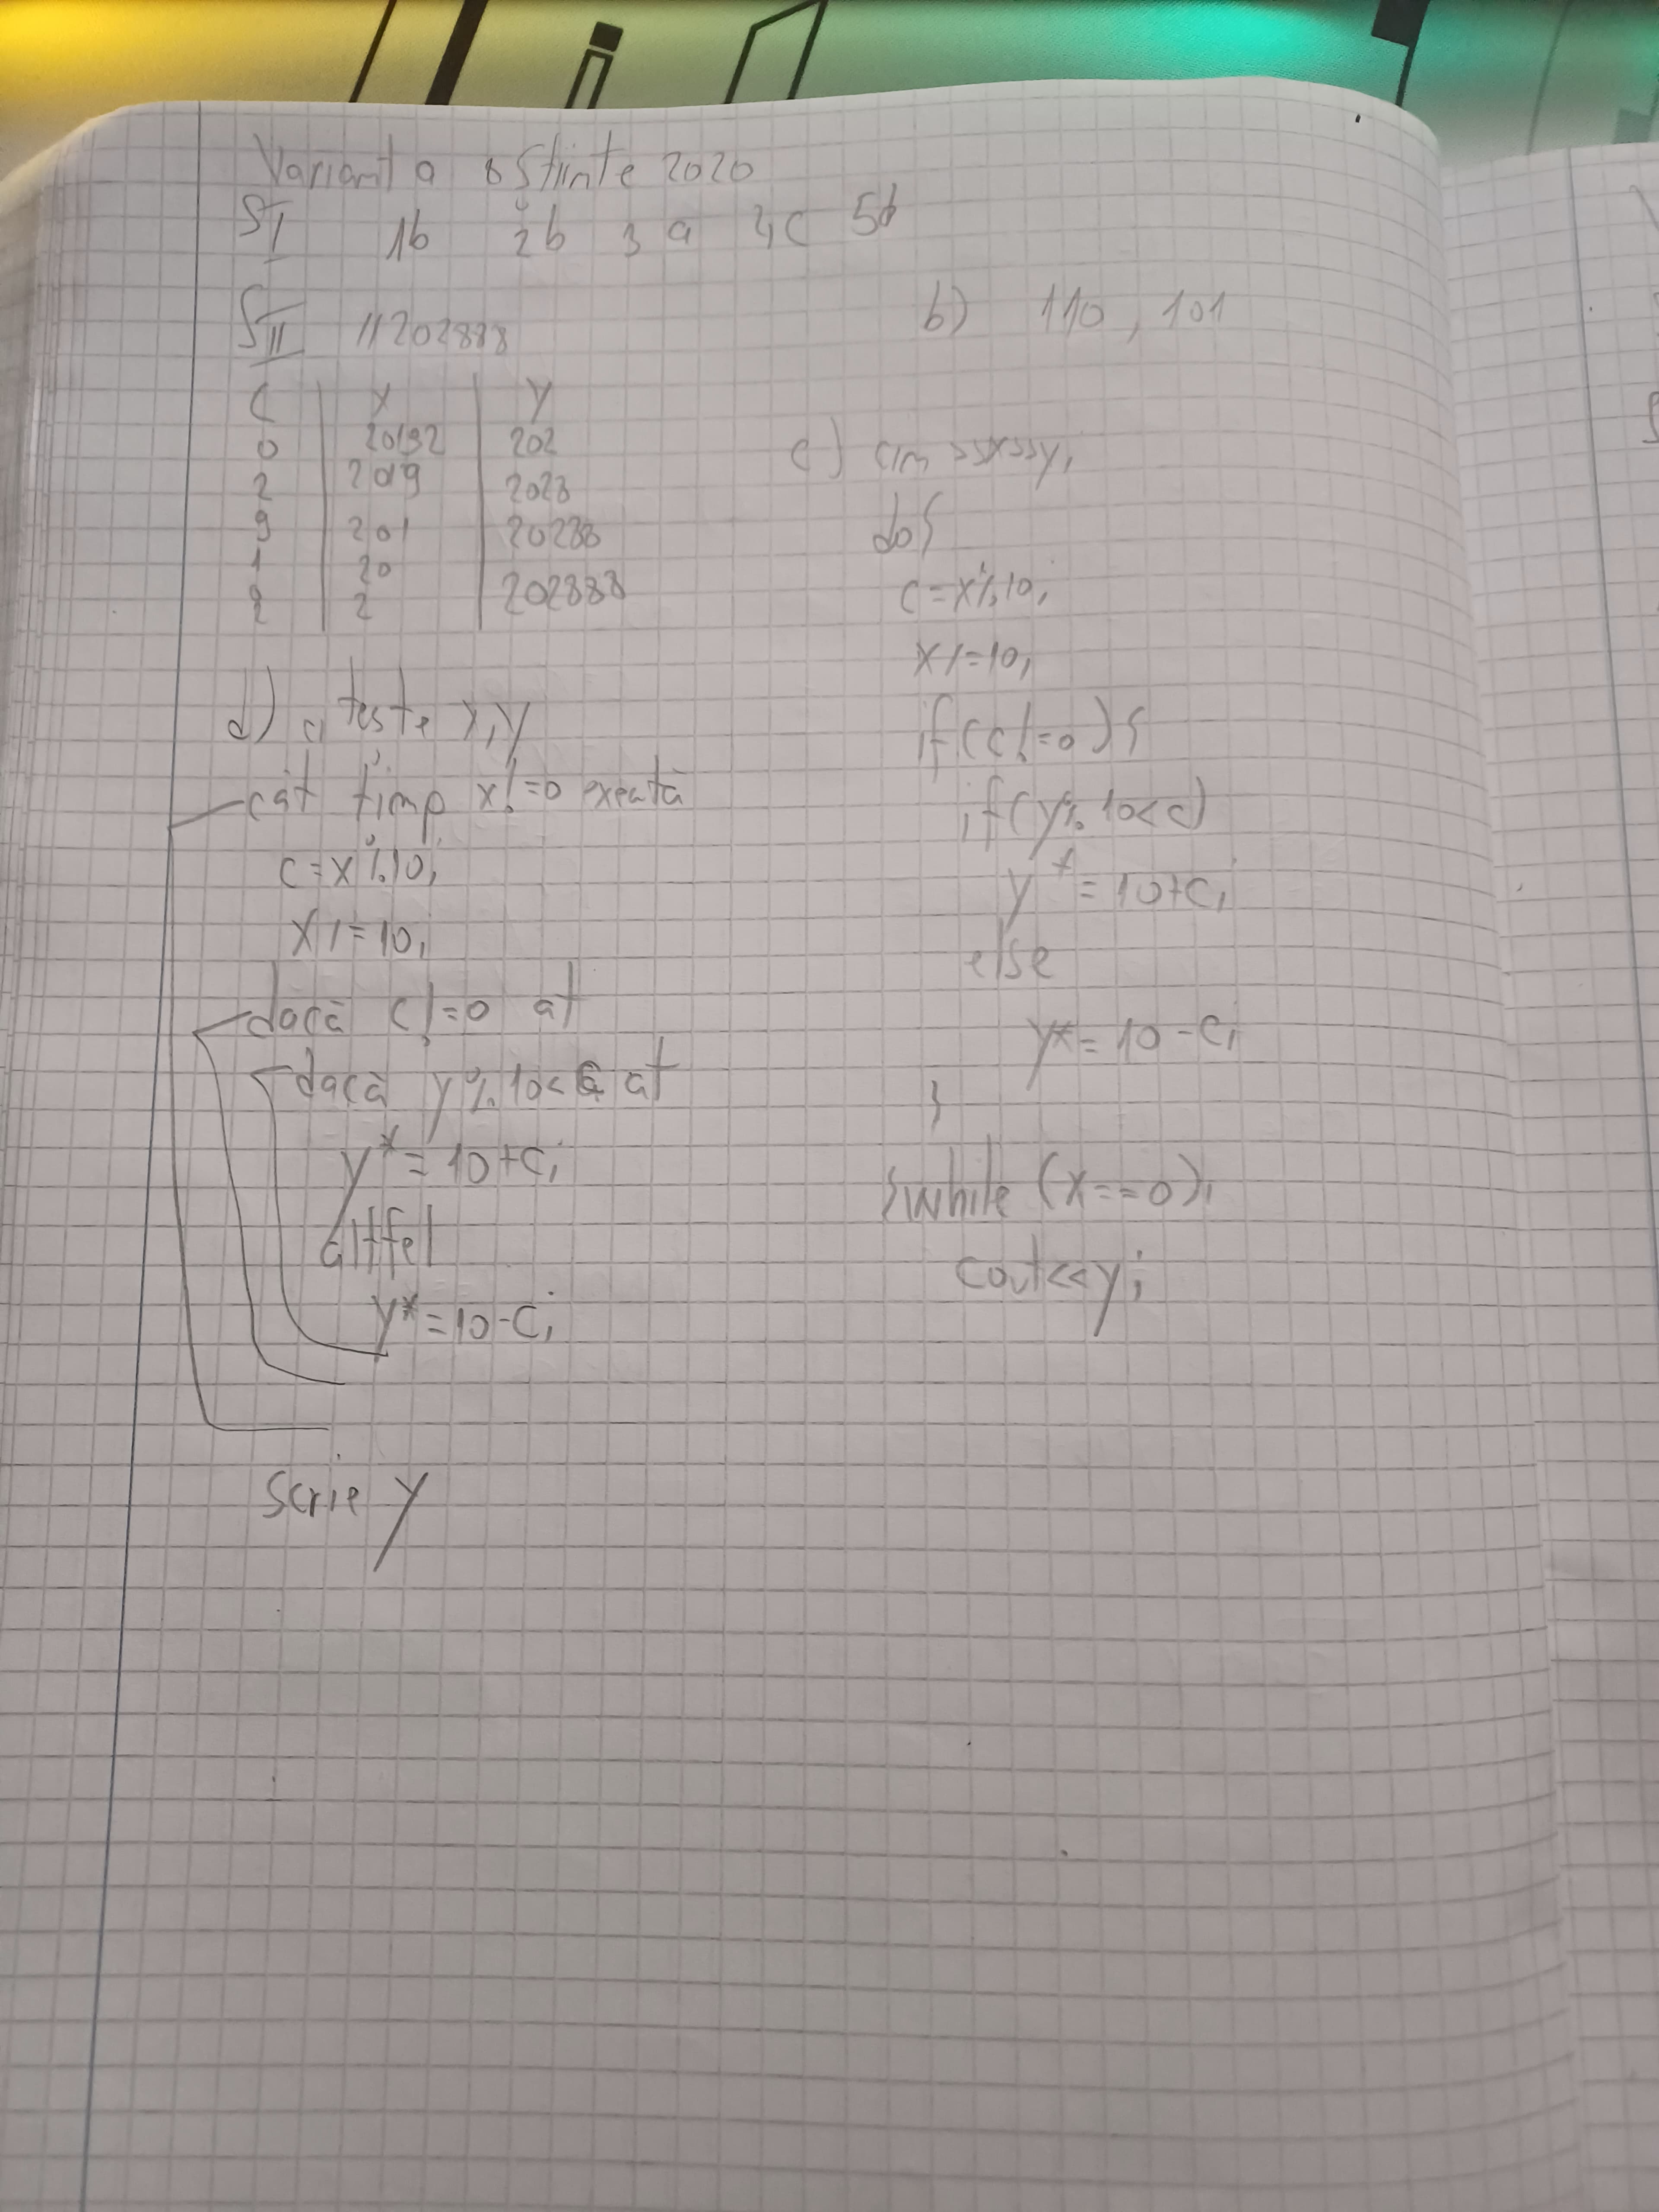 Varianta 8 Stiinte 2020
SI 1b 2b 3a 4c 5d
SII 1) 202888
C X Y
0 20192 202
2 2019 2028
9 201 20288
1 20
2 2 202888
d) citeste x,y
cât timp x!=0 execută
c=x%10;
x/=10;
dacă c!=0 at
dacă y%10<c at
y*=10+c;
altfel
y*=10-c;
scrie y
b) 110, 101
c) cin>>x>>y;
do{
c=x%10;
x/=10;
if(c!=0){
if(y%10<c)
y*=10+c;
else
y*=10-c;
}
}while(x==0);
cout<<y;